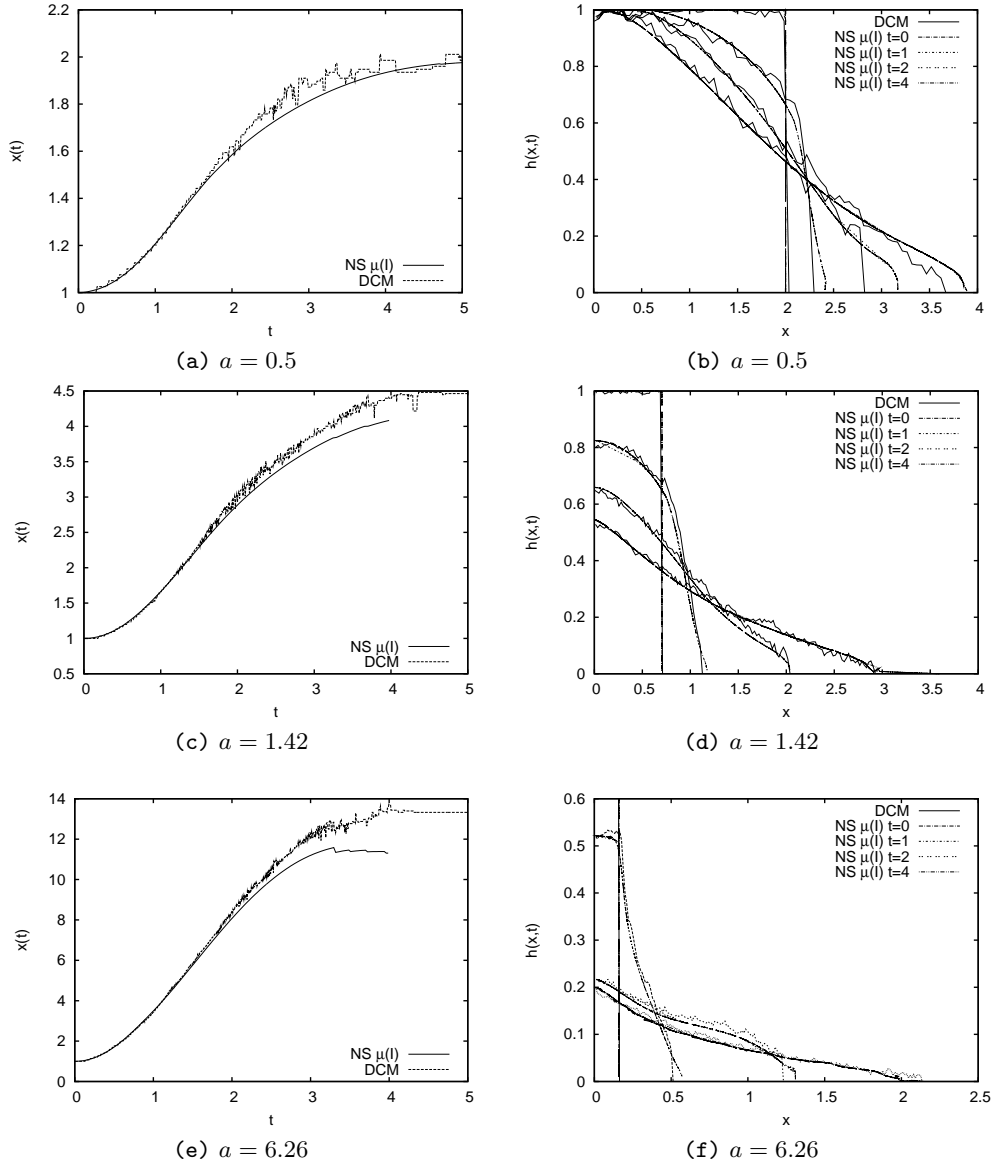 2.2
2
1.8
1.6
1.4
1.2
1
0 1 2 3 4 5
x(t)
t
NS μ(I)
DCM
(a) a = 0.5
1
0.8
0.6
0.4
0.2
0
0 0.5 1 1.5 2 2.5 3 3.5 4
h(x,t)
x
DCM
NS μ(I) t=0
NS μ(I) t=1
NS μ(I) t=2
NS μ(I) t=4
(b) a = 0.5
4.5
4
3.5
3
2.5
2
1.5
1
0.5
0 1 2 3 4 5
x(t)
t
NS μ(I)
DCM
(c) a = 1.42
1
0.8
0.6
0.4
0.2
0
0 0.5 1 1.5 2 2.5 3 3.5 4
h(x,t)
x
DCM
NS μ(I) t=0
NS μ(I) t=1
NS μ(I) t=2
NS μ(I) t=4
(d) a = 1.42
14
12
10
8
6
4
2
0
0 1 2 3 4 5
x(t)
t
NS μ(I)
DCM
(e) a = 6.26
0.6
0.5
0.4
0.3
0.2
0.1
0
0 0.5 1 1.5 2 2.5
h(x,t)
x
DCM
NS μ(I) t=0
NS μ(I) t=1
NS μ(I) t=2
NS μ(I) t=4
(f) a = 6.26